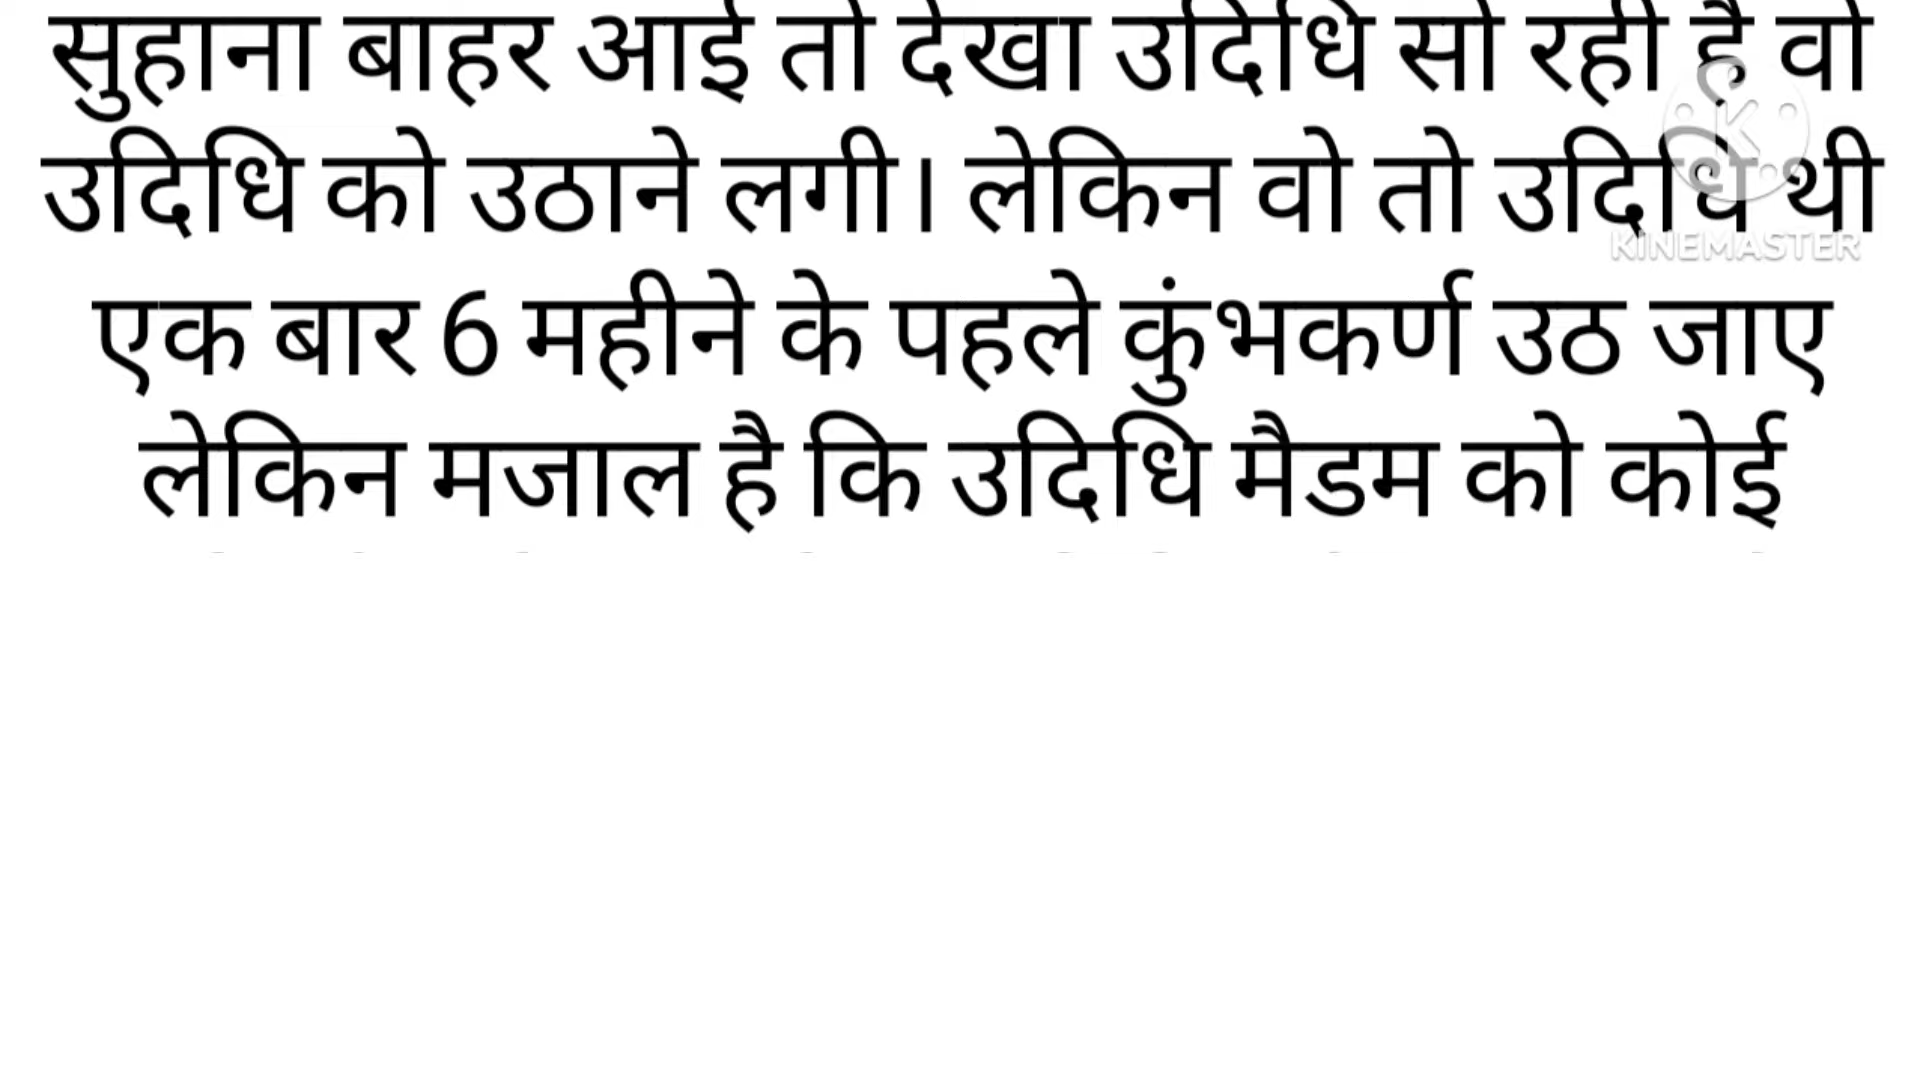 सुहाना बाहर आई तो देखा उदिधि सो रही है वो
उदिधि को उठाने लगी। लेकिन वो तो उदिधि थी
KINEMASTER
एक बार 6 महीने के पहले कुंभकर्ण उठ जाए
लेकिन मजाल है कि उदिधि मैडम को कोई